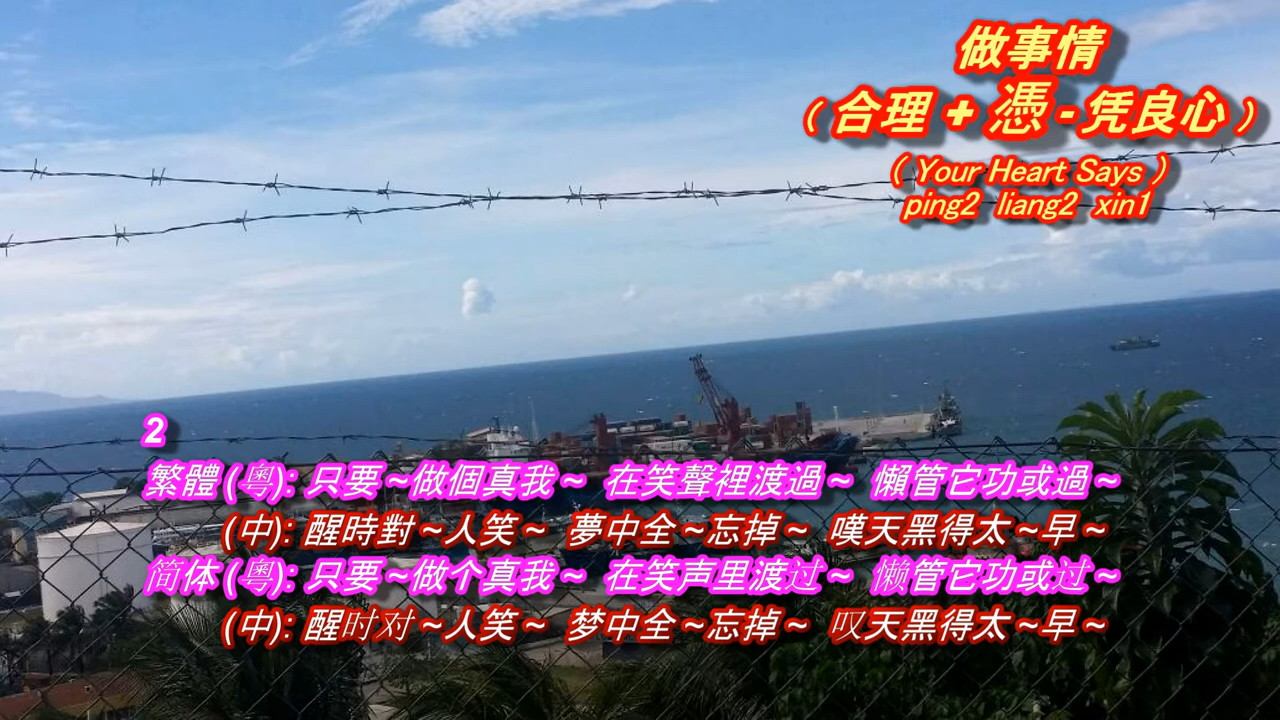 做事情
( 合理 + 憑 - 凭良心 )
( Your Heart Says )
ping2 liang2 xin1
2
繁體 (粵): 只要 ~做個真我~ 在笑聲裡渡過 ~ 懶管它功或過 ~
(中): 醒時對 ~人笑~ 夢中全 ~忘掉~ 嘆天黑得太 ~早~
简体 (粵): 只要 ~做个真我~ 在笑声里渡过 ~ 懒管它功或过 ~
(中): 醒时对 ~人笑~ 梦中全 ~忘掉~ 叹天黑得太 ~早~